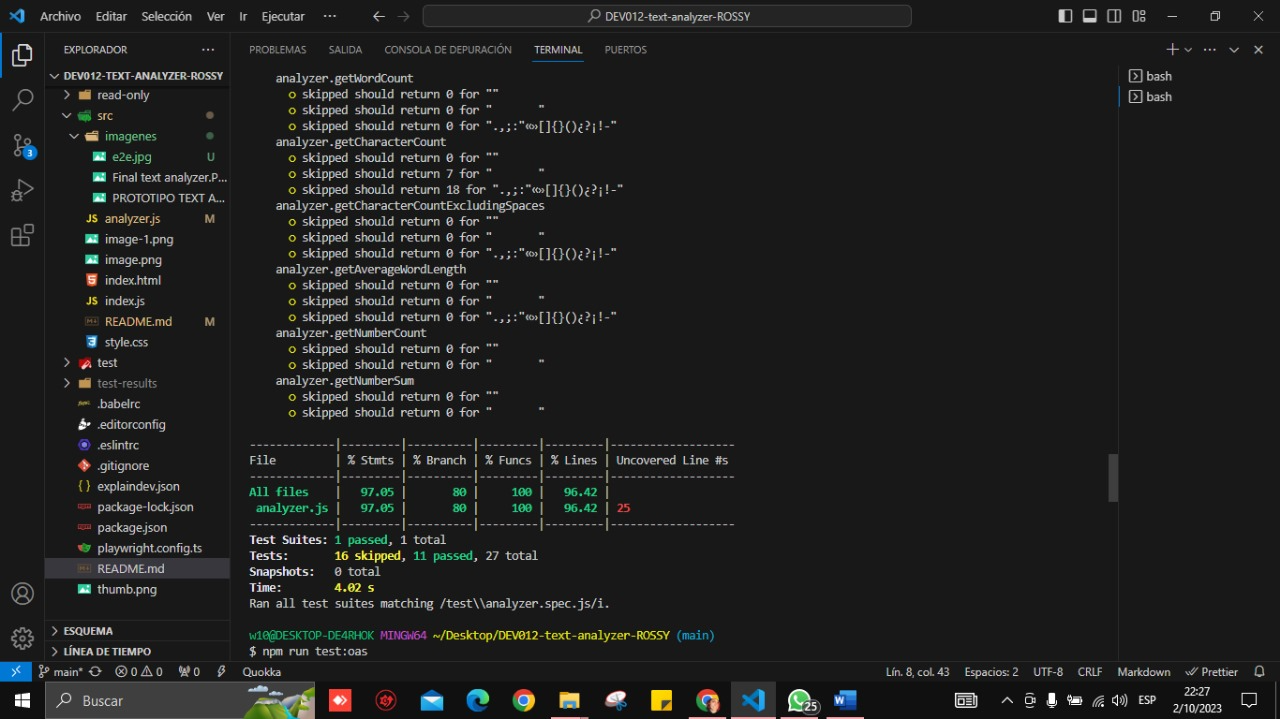 Archivo Editar Selección Ver Ir Ejecutar ··· DEV012-text-analyzer-ROSSY
EXPLORADOR ···
DEV012-TEXT-ANALYZER-ROSSY
read-only
src
imagenes
e2e.jpg U
Final text analyzer.P...
PROTOTIPO TEXT A...
JS analyzer.js M
image-1.png
image.png
index.html
JS index.js
README.md M
style.css
test
test-results
.babelrc
.editorconfig
.eslintrc
.gitignore
{} explaindev.json
package-lock.json
package.json
playwright.config.ts
README.md
thumb.png
ESQUEMA
LÍNEA DE TIEMPO
3
PROBLEMAS SALIDA CONSOLA DE DEPURACIÓN TERMINAL PUERTOS
analyzer.getWordCount
o skipped should return 0 for ""
o skipped should return 0 for "       "
o skipped should return 0 for ".,;:"«»[]{}()¿?¡!-"
analyzer.getCharacterCount
o skipped should return 0 for ""
o skipped should return 7 for "       "
o skipped should return 18 for ".,;:"«»[]{}()¿?¡!-"
analyzer.getCharacterCountExcludingSpaces
o skipped should return 0 for ""
o skipped should return 0 for "       "
o skipped should return 0 for ".,;:"«»[]{}()¿?¡!-"
analyzer.getAverageWordLength
o skipped should return 0 for ""
o skipped should return 0 for "       "
o skipped should return 0 for ".,;:"«»[]{}()¿?¡!-"
analyzer.getNumberCount
o skipped should return 0 for ""
o skipped should return 0 for "       "
analyzer.getNumberSum
o skipped should return 0 for ""
o skipped should return 0 for "       "
-------------|---------|----------|---------|---------|-------------------
File | % Stmts | % Branch | % Funcs | % Lines | Uncovered Line #s
-------------|---------|----------|---------|---------|-------------------
All files | 97.05 | 80 | 100 | 96.42 |
analyzer.js | 97.05 | 80 | 100 | 96.42 | 25
-------------|---------|----------|---------|---------|-------------------
Test Suites: 1 passed, 1 total
Tests: 16 skipped, 11 passed, 27 total
Snapshots: 0 total
Time: 4.02 s
Ran all test suites matching /test\\analyzer.spec.js/i.
w10@DESKTOP-DE4RHOK MINGW64 ~/Desktop/DEV012-text-analyzer-ROSSY (main)
$ npm run test:oas
bash
bash
main* 0 0 0 Quokka Lín. 8, col. 43 Espacios: 2 UTF-8 CRLF Markdown Prettier
Buscar 25 ESP 22:27
2/10/2023